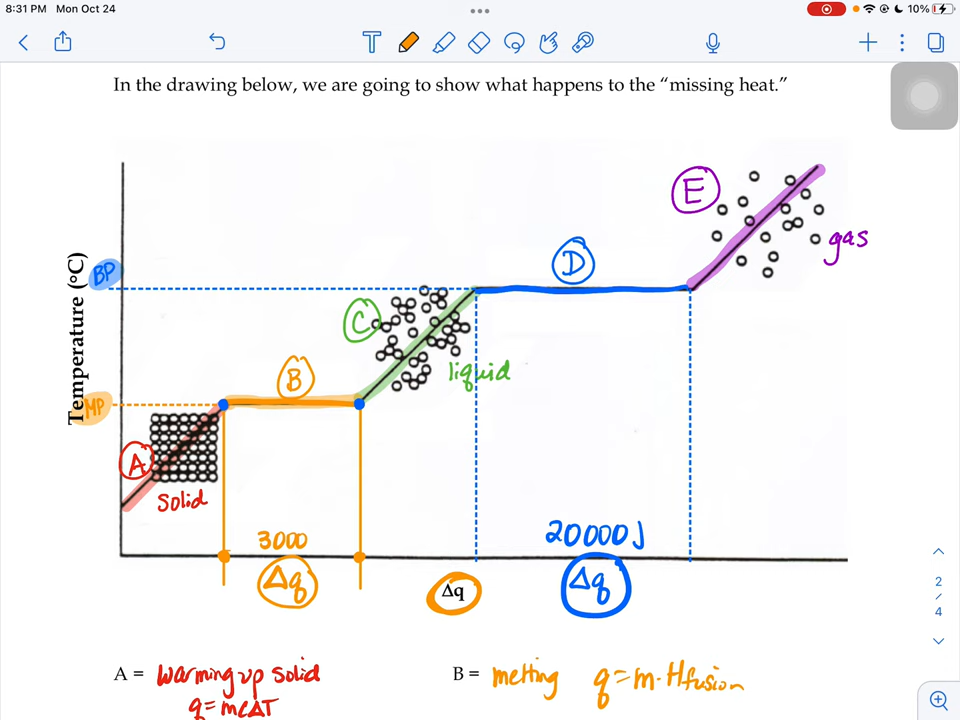 8:31 PM Mon Oct 24
10%
T
In the drawing below, we are going to show what happens to the “missing heat.”
E
gas
BP
D
C
Temperature (°C)
liquid
B
MP
A
solid
3000
20000J
Δq
Δq
Δq
2
/
4
A = warming up solid
B = melting q=m·Hfusion
q=mCΔT